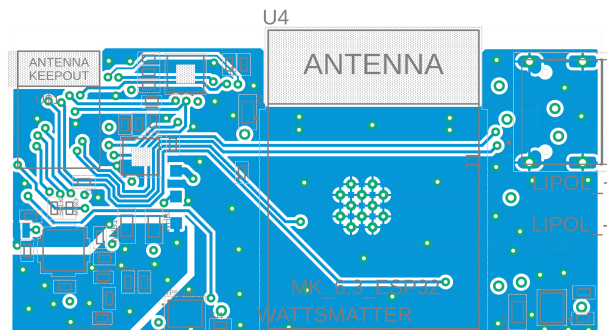 U4
ANTENNA
ANTENNA
KEEPOUT
LIPOL_
LIPOL_
MK_6.3_ESP32
WATTSMATTER